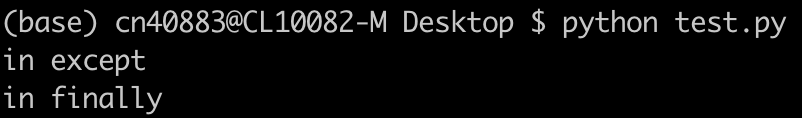 (base) cn40883@CL10082-M Desktop $ python test.py
in except
in finally